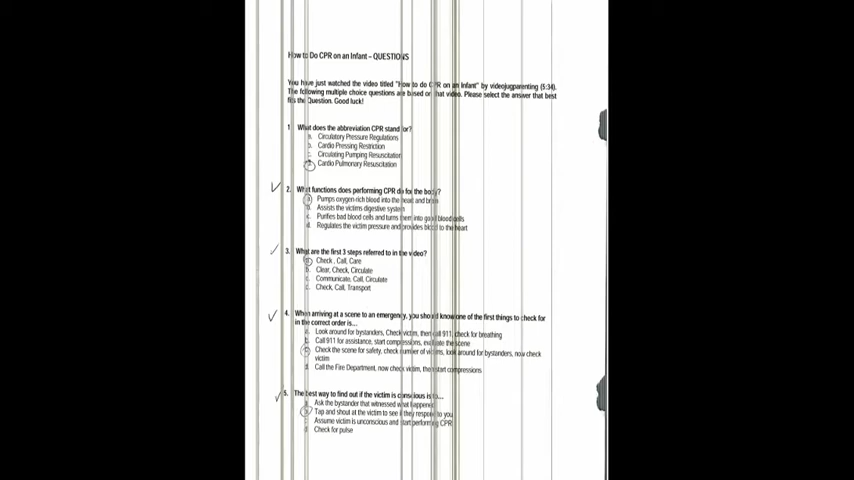 How to Do CPR on an Infant – QUESTIONS
You have just watched the video titled "How to do CPR on an Infant" by videojugparenting (5:34).
The following multiple choice questions are based on that video. Please select the answer that best
fits the Question. Good luck!
1 What does the abbreviation CPR stand for?
a. Circulatory Pressure Regulations
b. Cardio Pressing Restriction
c. Circulating Pumping Resuscitation
Cardio Pulmonary Resuscitation
2. What functions does performing CPR do for the body?
a) Pumps oxygen-rich blood into the heart and brain
b. Assists the victims digestive system
c. Purifies bad blood cells and turns them into good blood cells
d. Regulates the victim pressure and provides blood to the heart
3. What are the first 3 steps referred to in the video?
Check, Call, Care
b. Clear, Check, Circulate
c. Communicate, Call, Circulate
Check, Call, Transport
4. When arriving at a scene to an emergency, you should know one of the first things to check for
in the correct order is...
Look around for bystanders, Check victim, then call 911, check for breathing
Call 911 for assistance, start compressions, evaluate the scene
Check the scene for safety, check number of victims, look around for bystanders, now check
victim
Call the Fire Department, now check victim, then start compressions
5. The best way to find out if the victim is conscious is to...
Ask the bystander that witnessed what happened
Tap and shout at the victim to see if they respond to you
Assume victim is unconscious and start performing CPR
Check for pulse